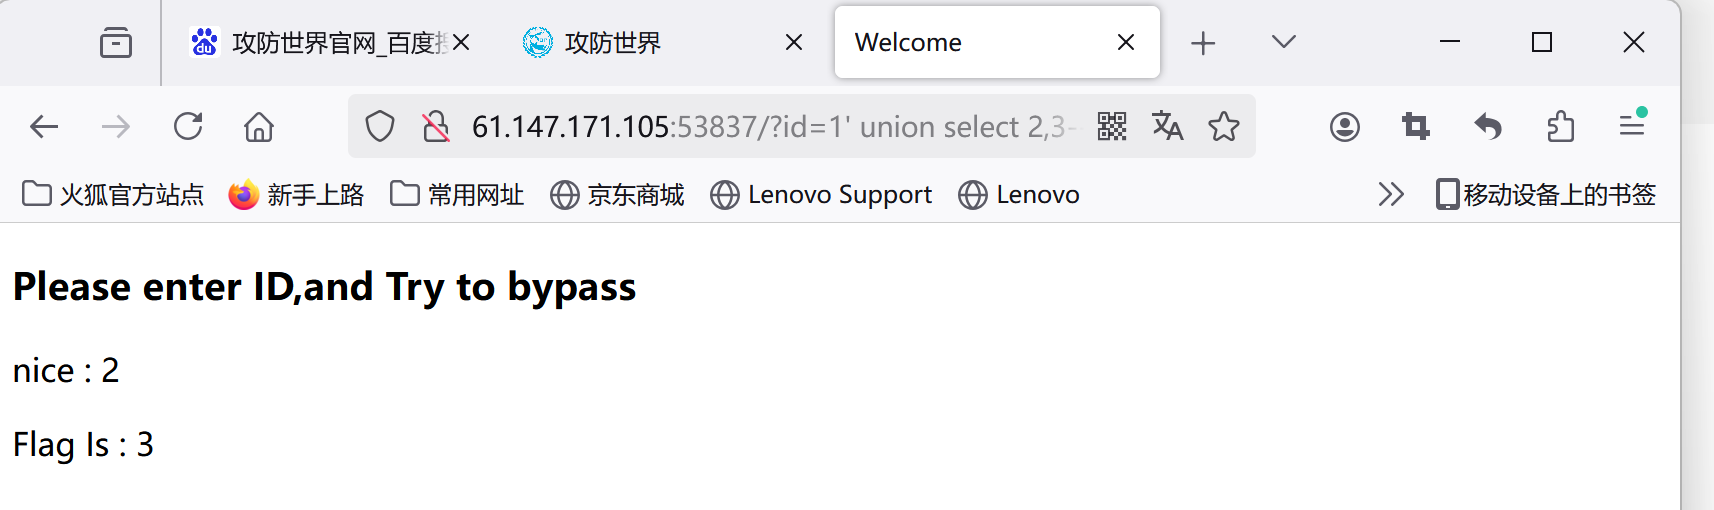 攻防世界官网_百度
攻防世界
Welcome
61.147.171.105:53837/?id=1' union select 2,3-
火狐官方站点
新手上路
常用网址
京东商城
Lenovo Support
Lenovo
移动设备上的书签
Please enter ID,and Try to bypass
nice : 2
Flag Is : 3